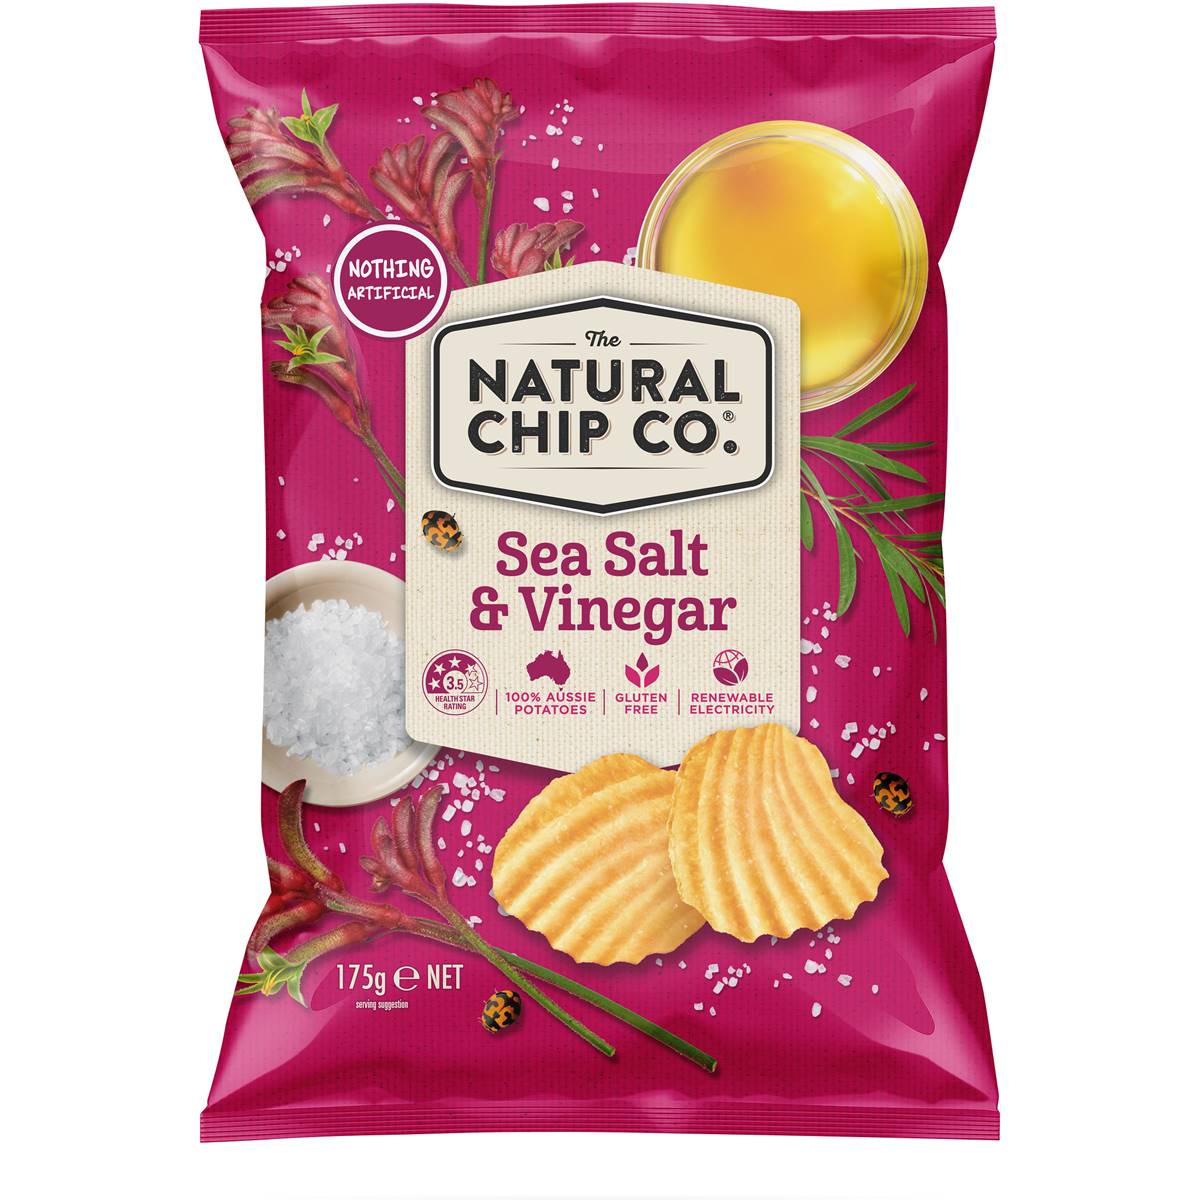 NOTHING
ARTIFICIAL
The
NATURAL
CHIP CO.®
Sea Salt
& Vinegar
3.5
HEALTH STAR
RATING
100% AUSSIE
POTATOES
GLUTEN
FREE
RENEWABLE
ELECTRICITY
175g ℮ NET
serving suggestion